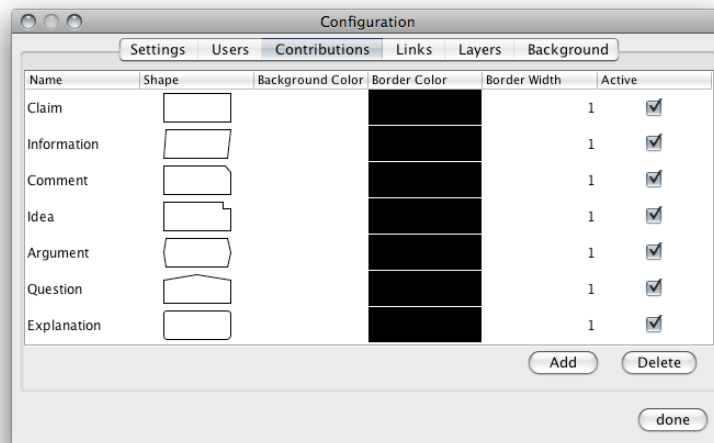 Configuration
Settings Users Contributions Links Layers Background
Name Shape Background Color Border Color Border Width Active
Claim 1
Information 1
Comment 1
Idea 1
Argument 1
Question 1
Explanation 1
Add Delete
done